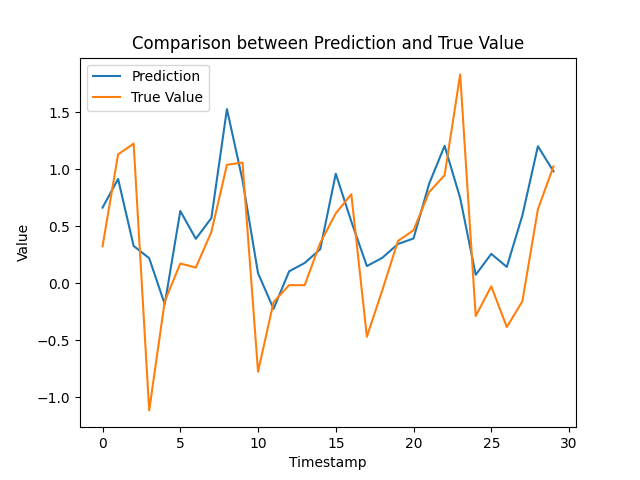 Comparison between Prediction and True Value
Prediction
True Value
1.5
1.0
0.5
0.0
−0.5
−1.0
Value
0 5 10 15 20 25 30
Timestamp